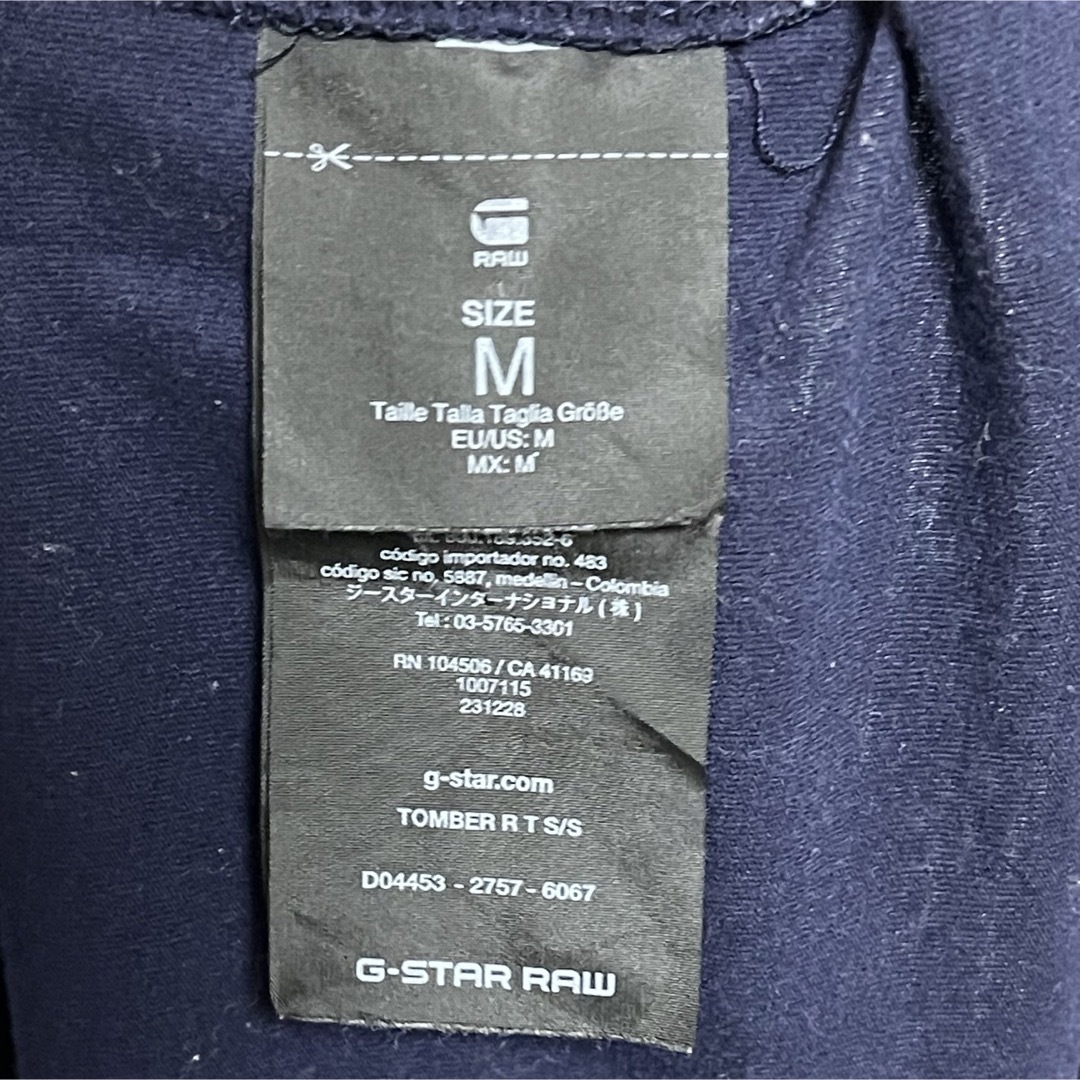 RAW
SIZE
M
Taille Talla Taglia Größe
EU/US: M
MX: M
código importador no. 483
código sic no. 5887, medellin – Colombia
ジースターインターナショナル ( 株 )
Tel : 03-5765-3301
RN 104506 / CA 41169
1007115
231228
g-star.com
TOMBER R T S/S
D04453 - 2757 - 6067
G-STAR RAW